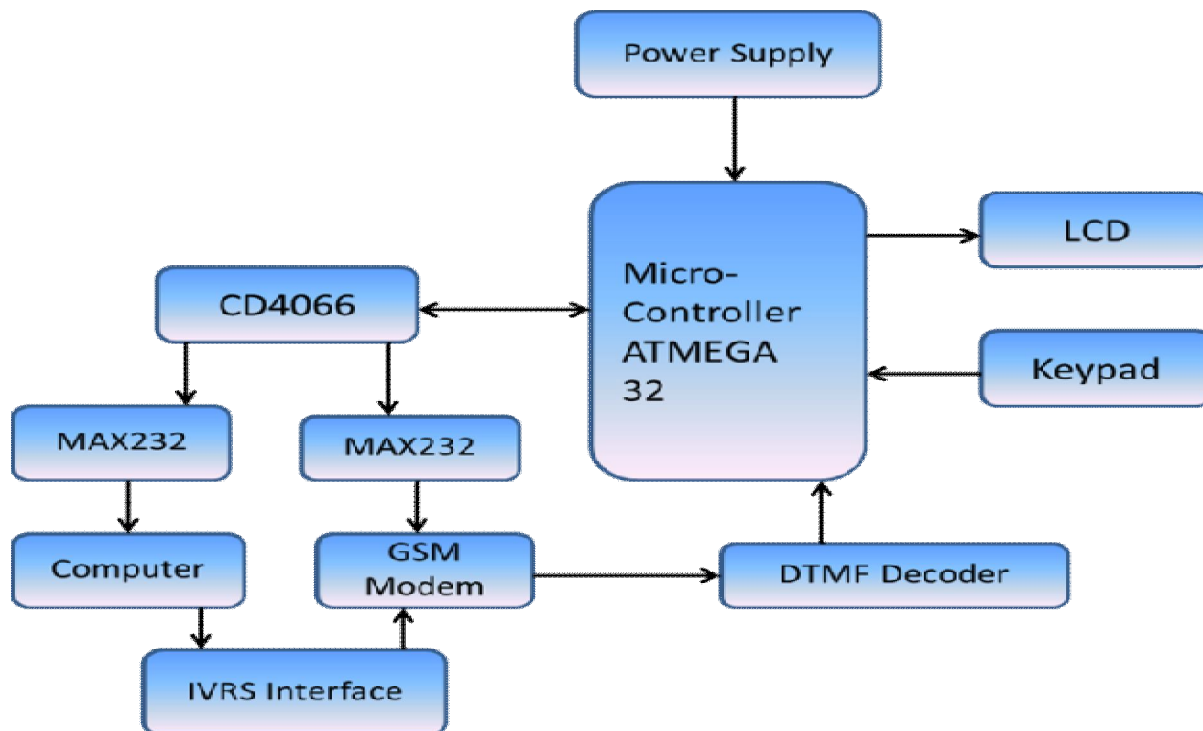 Power Supply
LCD
Micro-
Controller
ATMEGA
32
CD4066
Keypad
MAX232
MAX232
GSM
Modem
Computer
DTMF Decoder
IVRS Interface